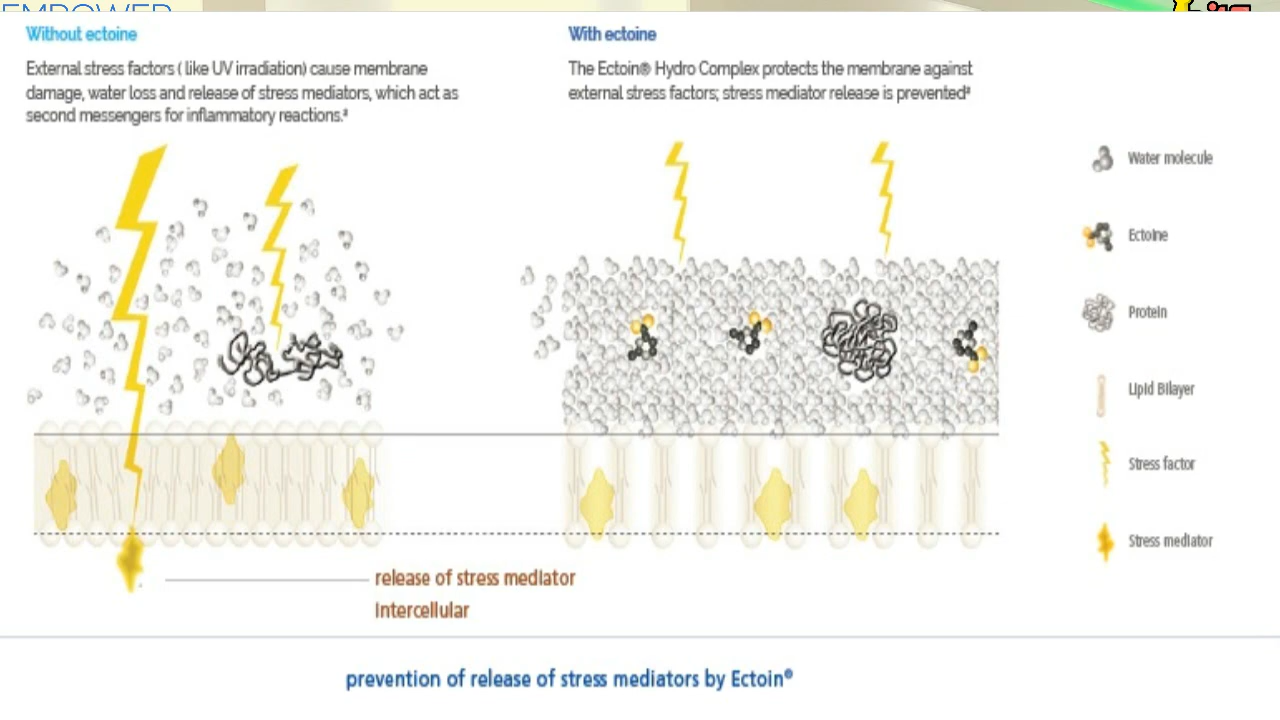 EMPOWER
Without ectoine
External stress factors ( like UV irradiation) cause membrane
damage, water loss and release of stress mediators, which act as
second messengers for inflammatory reactions.²
With ectoine
The Ectoin® Hydro Complex protects the membrane against
external stress factors; stress mediator release is prevented²
Water molecule
Ectoine
Protein
Lipid Bilayer
Stress factor
Stress mediator
release of stress mediator
Intercellular
prevention of release of stress mediators by Ectoin®